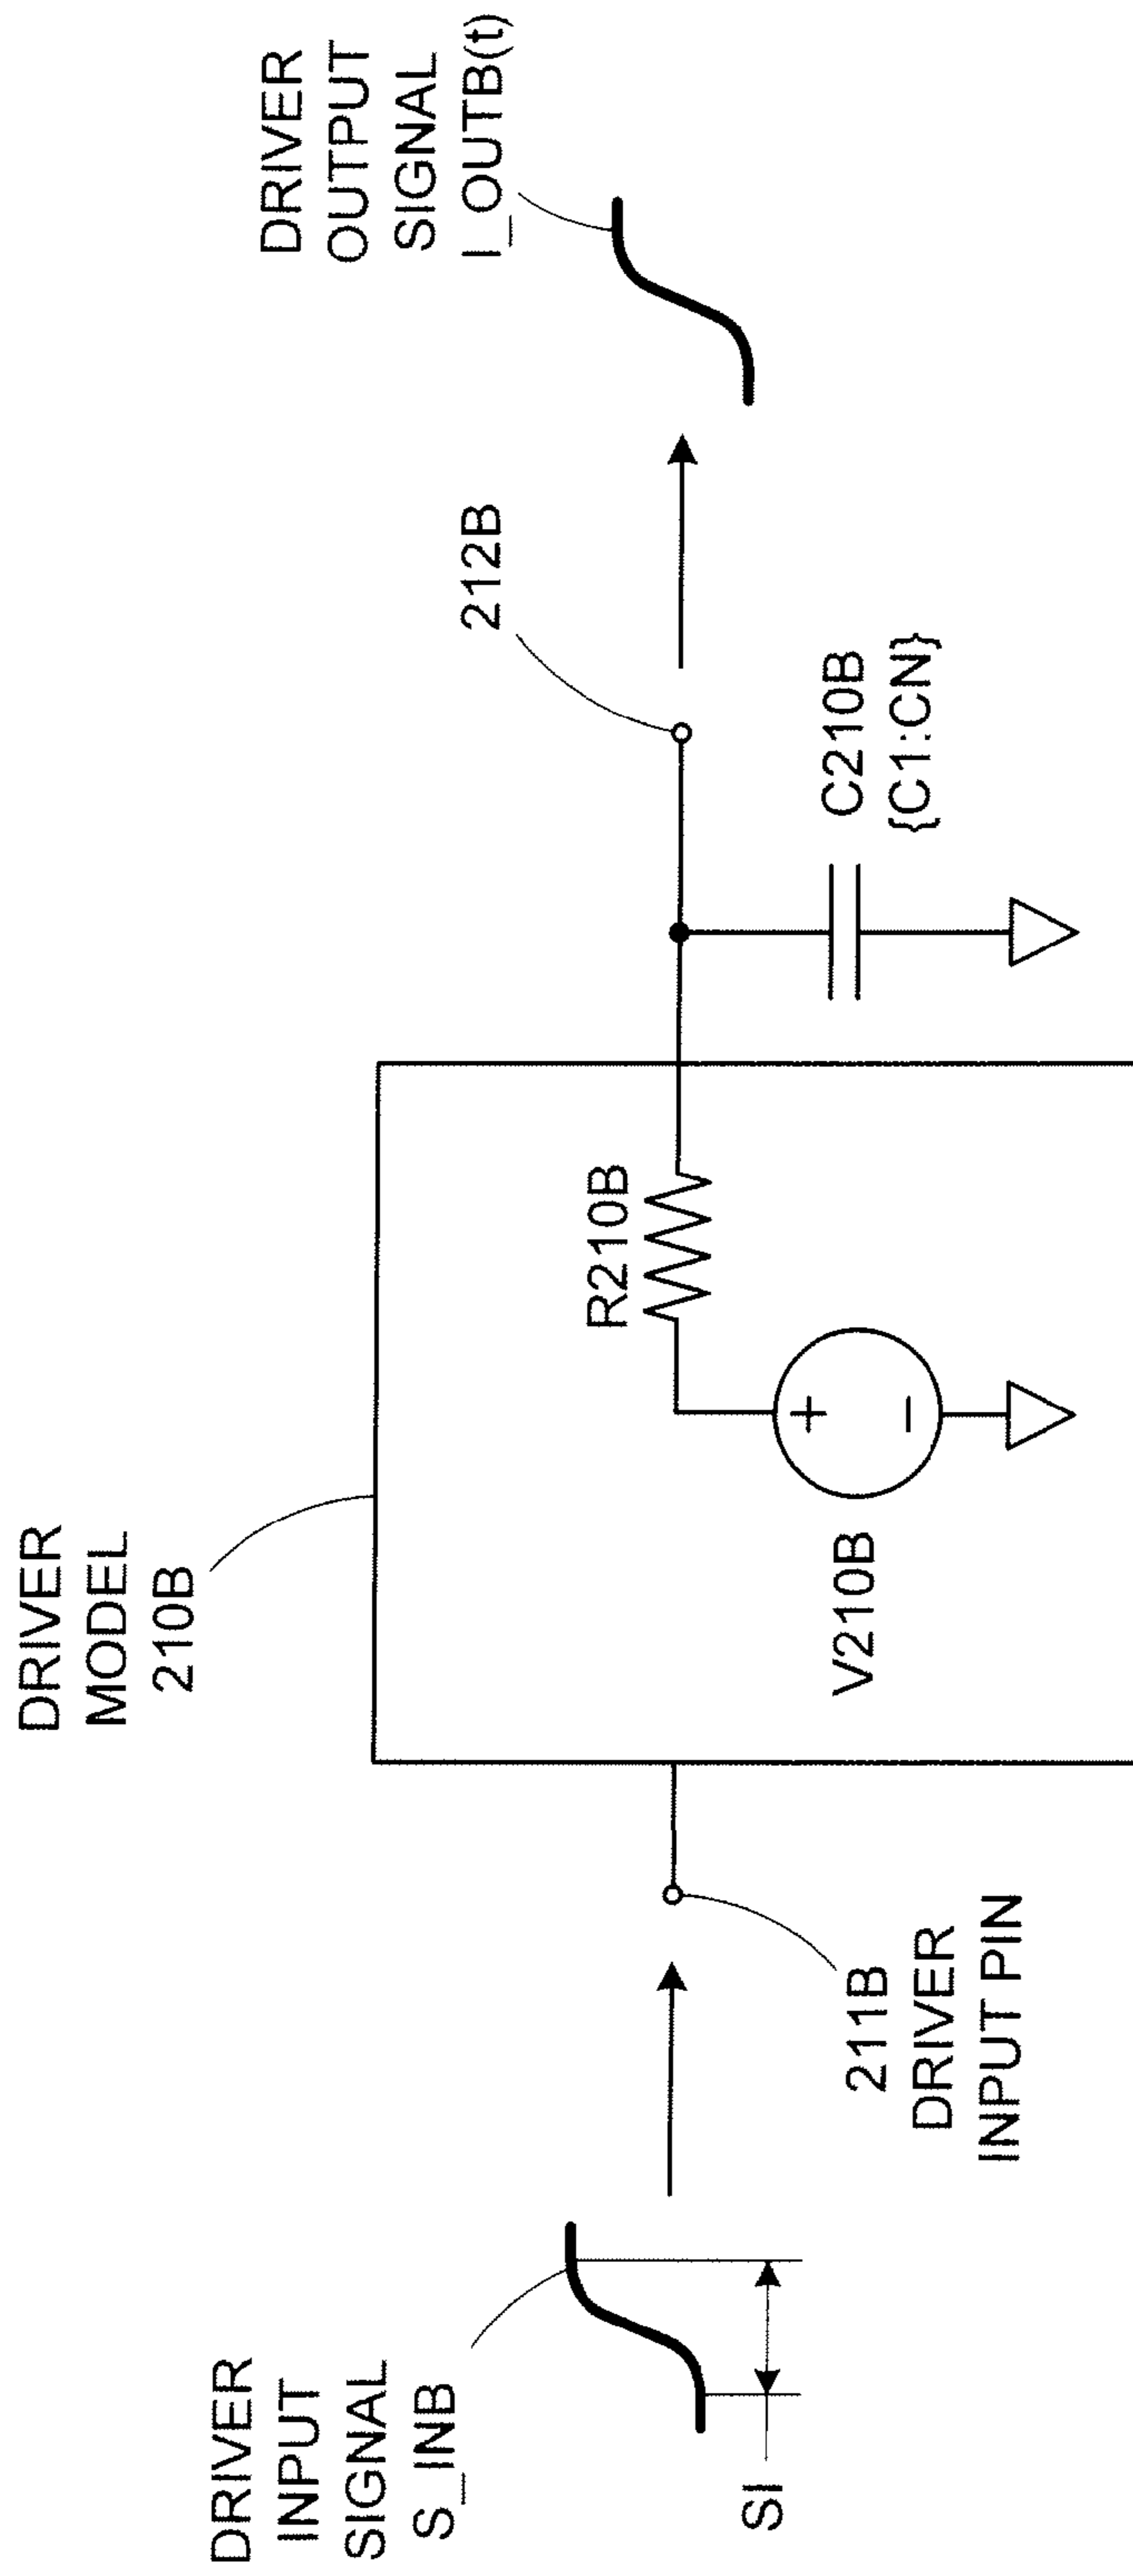 DRIVER
INPUT
SIGNAL
S_INB
SI
211B
DRIVER
INPUT PIN
DRIVER
MODEL
210B
V210B
+
−
R210B
C210B
{C1:CN}
212B
DRIVER
OUTPUT
SIGNAL
I_OUTB(t)